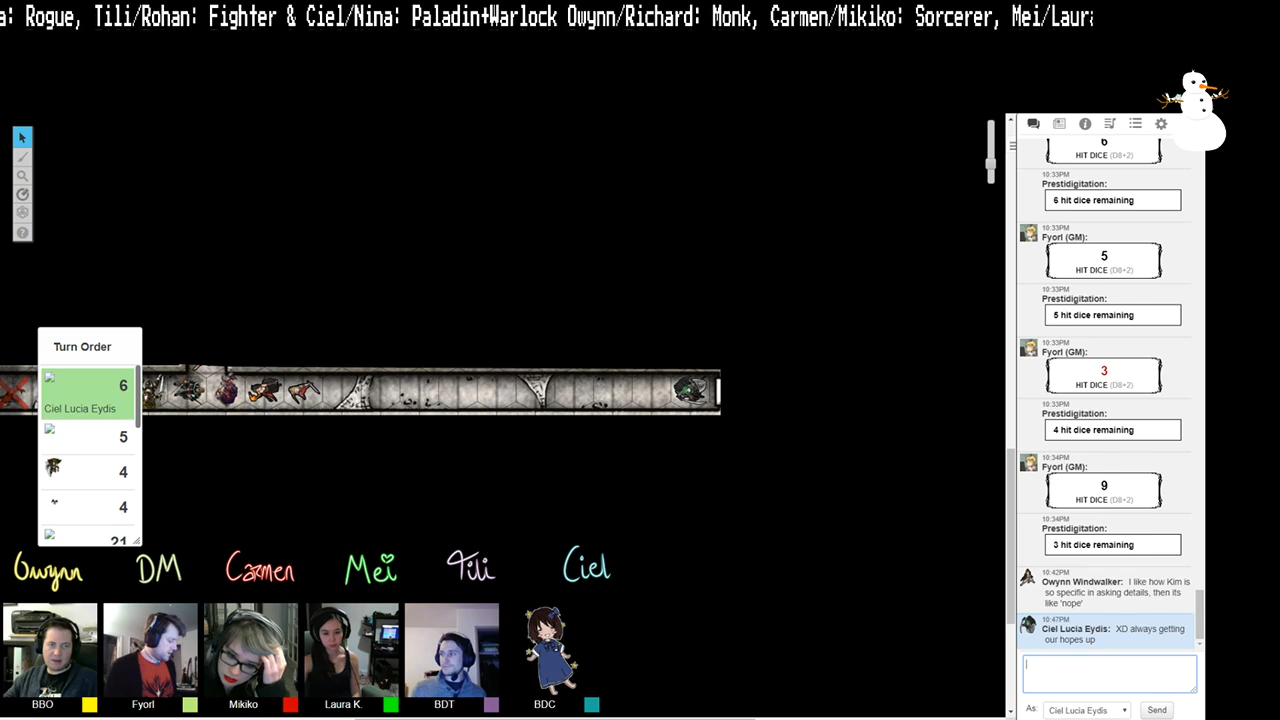 a: Rogue, Tili/Rohan: Fighter & Ciel/Nina: Paladin+Warlock Owynn/Richard: Monk, Carmen/Mikiko: Sorcerer, Mei/Laura
6
HIT DICE (D8+2)
10:33PM
Prestidigitation:
6 hit dice remaining
10:33PM
Fyorl (GM):
5
HIT DICE (D8+2)
10:33PM
Prestidigitation:
5 hit dice remaining
10:33PM
Fyorl (GM):
3
HIT DICE (D8+2)
10:33PM
Prestidigitation:
4 hit dice remaining
10:34PM
Fyorl (GM):
9
HIT DICE (D8+2)
10:34PM
Prestidigitation:
3 hit dice remaining
10:42PM
Owynn Windwalker: I like how Kim is
so specific in asking details, then its
like 'nope'
10:47PM
Ciel Lucia Eydis: XD always getting
our hopes up
As: Ciel Lucia Eydis Send
Turn Order
6
Ciel Lucia Eydis
5
4
4
21
Owynn DM Carmen Mei Tili Ciel
BBO Fyorl Mikiko Laura K. BDT BDC